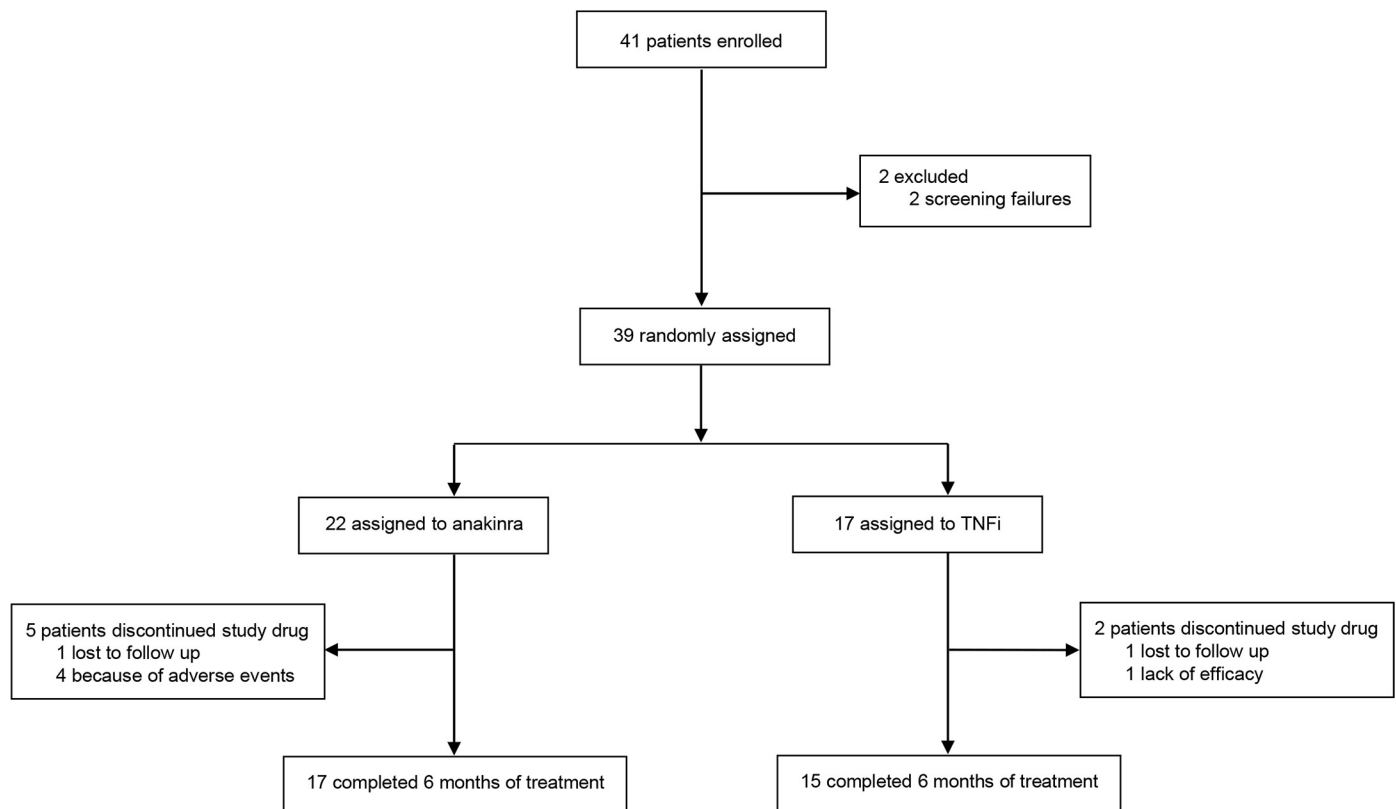 41 patients enrolled
2 excluded
2 screening failures
39 randomly assigned
22 assigned to anakinra
17 assigned to TNFi
5 patients discontinued study drug
1 lost to follow up
4 because of adverse events
2 patients discontinued study drug
1 lost to follow up
1 lack of efficacy
17 completed 6 months of treatment
15 completed 6 months of treatment